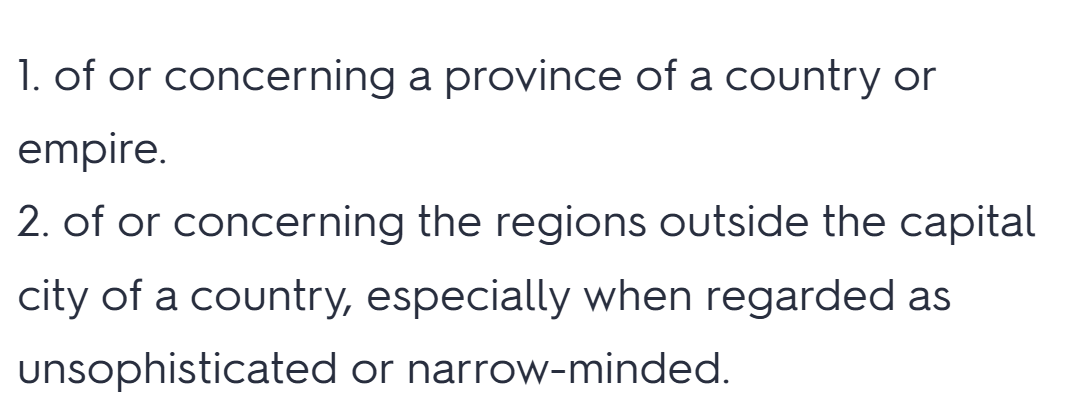 1. of or concerning a province of a country or
empire.
2. of or concerning the regions outside the capital
city of a country, especially when regarded as
unsophisticated or narrow-minded.